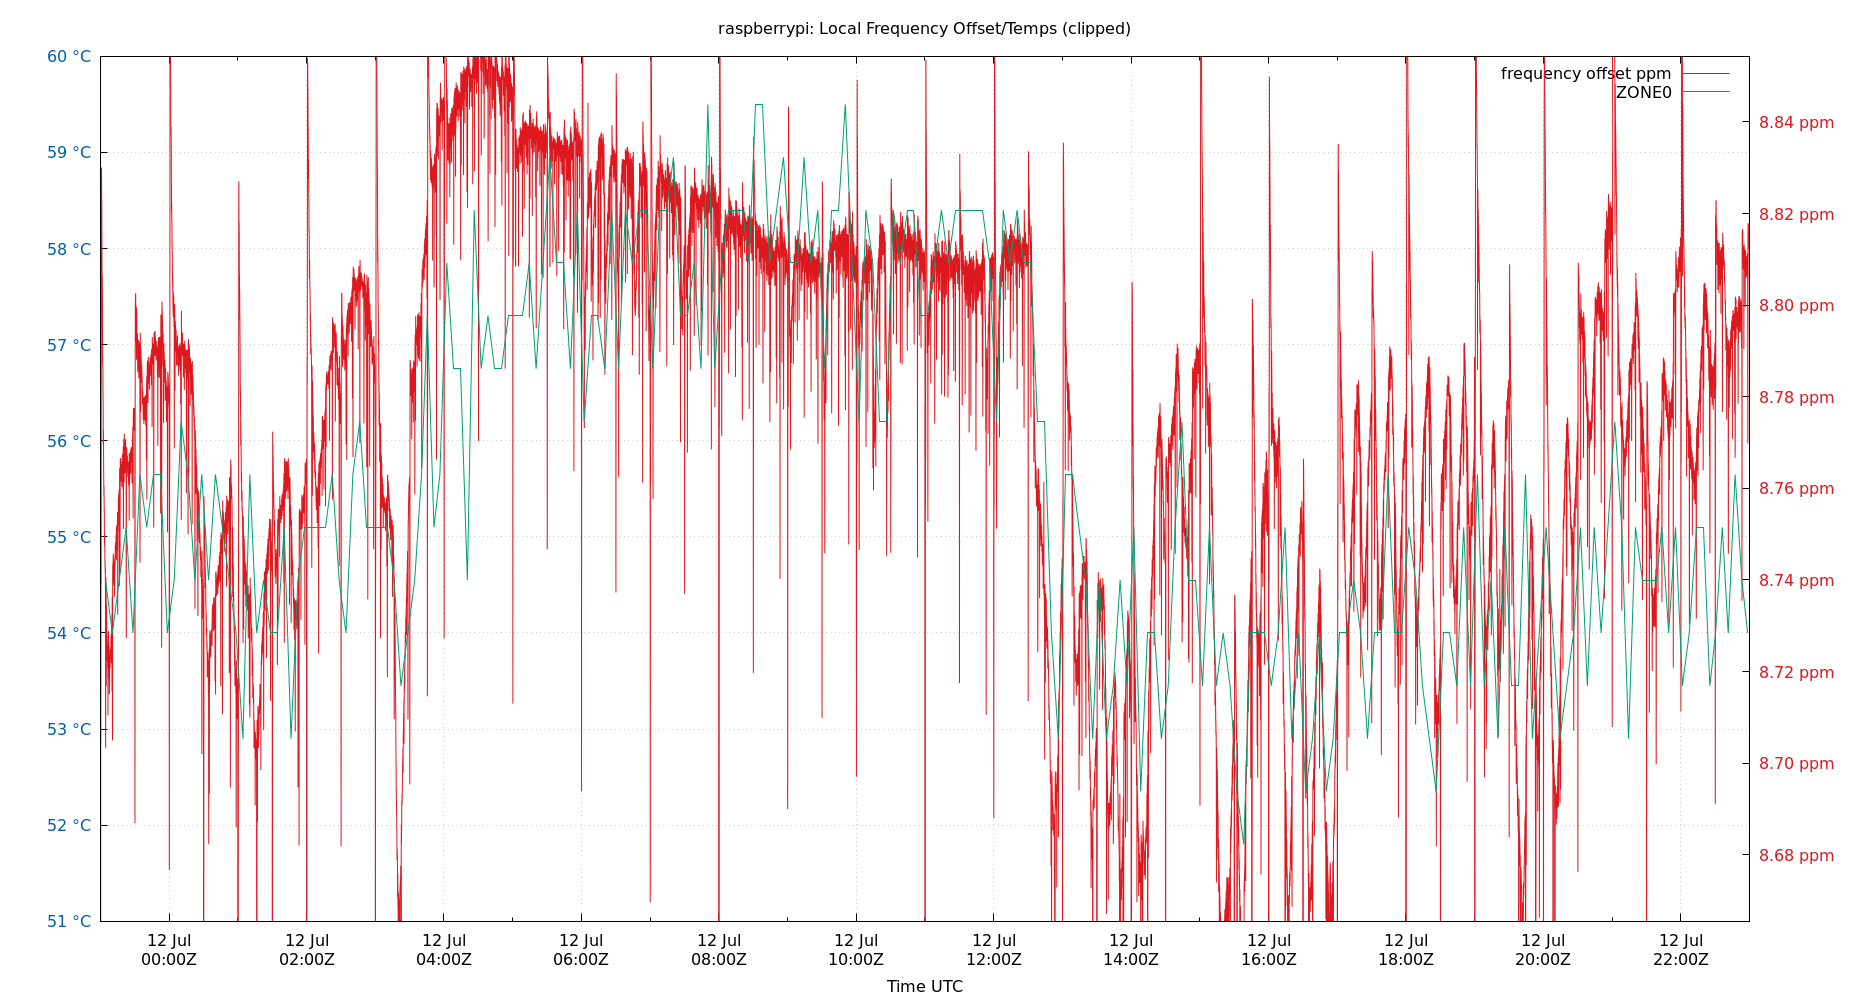 raspberrypi: Local Frequency Offset/Temps (clipped)
frequency offset ppm
ZONE0
60 °C
59 °C
58 °C
57 °C
56 °C
55 °C
54 °C
53 °C
52 °C
51 °C
8.84 ppm
8.82 ppm
8.80 ppm
8.78 ppm
8.76 ppm
8.74 ppm
8.72 ppm
8.70 ppm
8.68 ppm
12 Jul 12 Jul 12 Jul 12 Jul 12 Jul 12 Jul 12 Jul 12 Jul 12 Jul 12 Jul 12 Jul 12 Jul
00:00Z 02:00Z 04:00Z 06:00Z 08:00Z 10:00Z 12:00Z 14:00Z 16:00Z 18:00Z 20:00Z 22:00Z
Time UTC